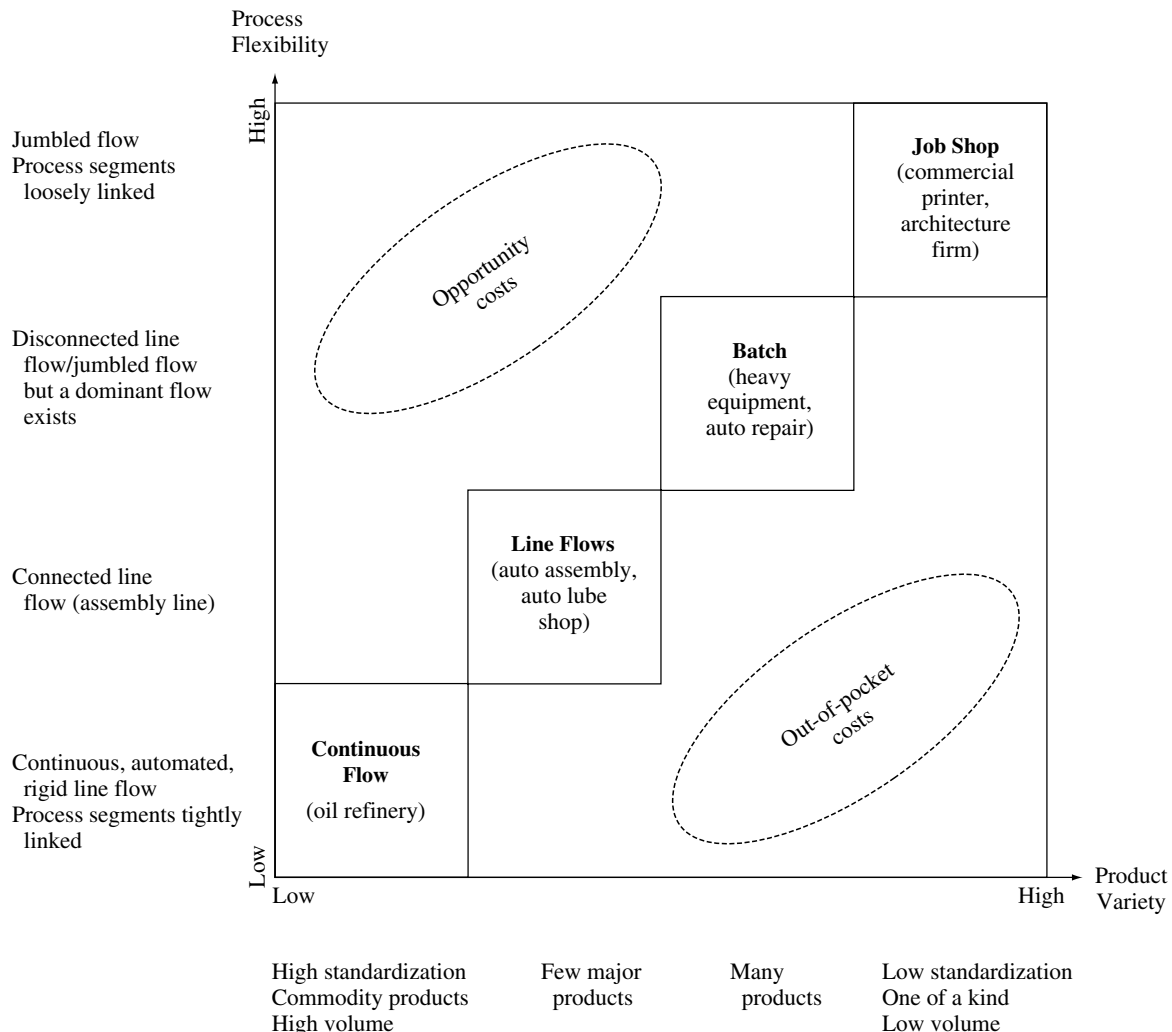 Process
Flexibility
High
Jumbled flow
Process segments
loosely linked
Job Shop
(commercial
printer,
architecture
firm)
Opportunity
costs
Disconnected line
flow/jumbled flow
but a dominant flow
exists
Batch
(heavy
equipment,
auto repair)
Connected line
flow (assembly line)
Line Flows
(auto assembly,
auto lube
shop)
Out-of-pocket
costs
Continuous, automated,
rigid line flow
Process segments tightly
linked
Continuous
Flow
(oil refinery)
Low
Low
High
Product
Variety
High standardization
Commodity products
High volume
Few major
products
Many
products
Low standardization
One of a kind
Low volume